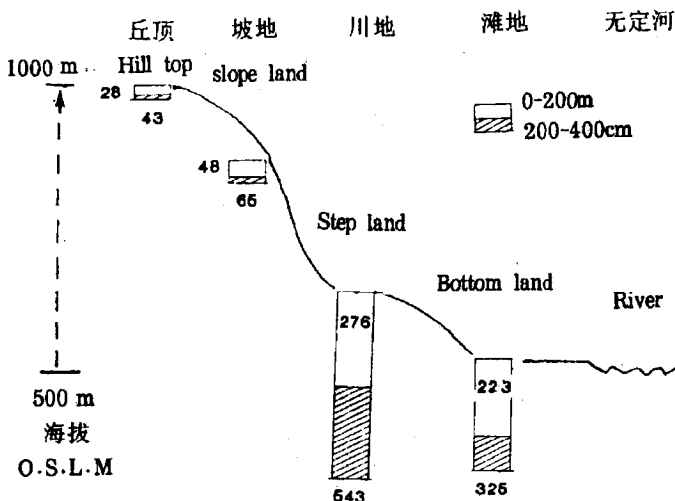 丘顶 坡地 川地 滩地 无定河
1000 m Hill top slope land
28
43
0-200m
200-400cm
48
65
Step land
Bottom land River
276
223
500 m
海拔
O.S.L.M
543 325